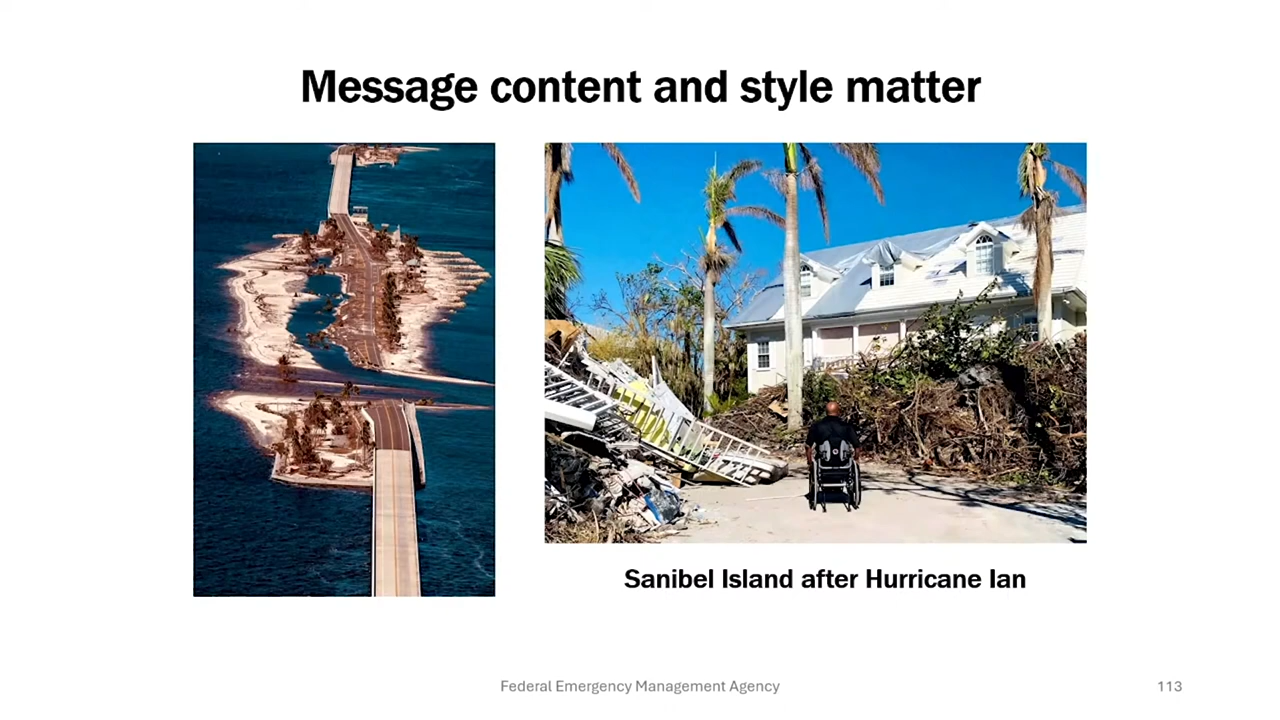 Message content and style matter
Sanibel Island after Hurricane Ian
Federal Emergency Management Agency
113